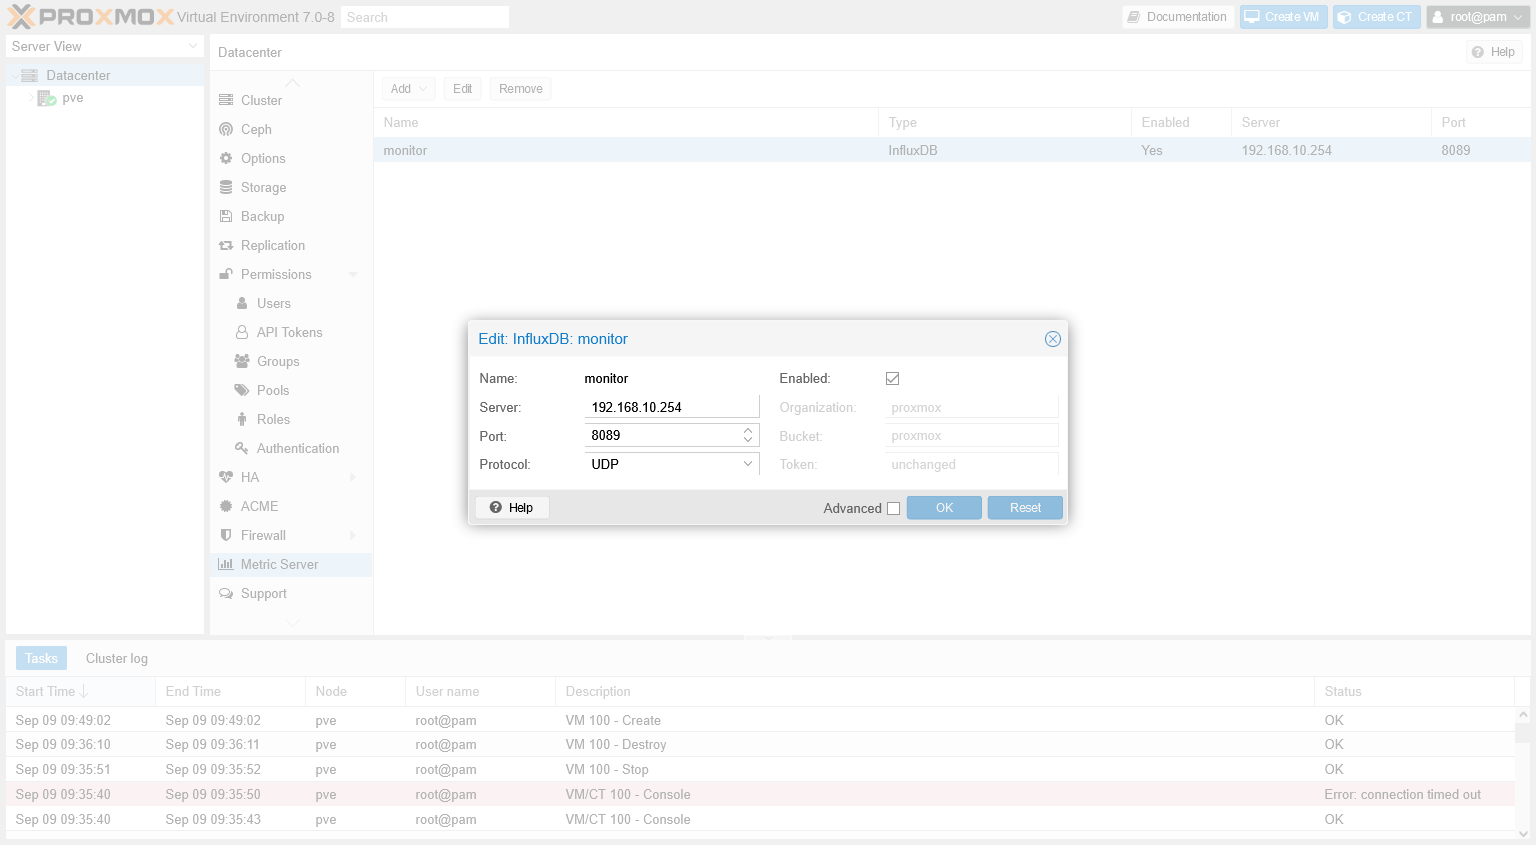 PROXMOX Virtual Environment 7.0-8 Search Documentation Create VM Create CT root@pam
Server View
Datacenter
pve
Datacenter Help
Cluster
Ceph
Options
Storage
Backup
Replication
Permissions
Users
API Tokens
Groups
Pools
Roles
Authentication
HA
ACME
Firewall
Metric Server
Support
Add Edit Remove
Name Type Enabled Server Port
monitor InfluxDB Yes 192.168.10.254 8089
Edit: InfluxDB: monitor
Name: monitor Enabled:
Server: 192.168.10.254 Organization: proxmox
Port: 8089 Bucket: proxmox
Protocol: UDP Token: unchanged
Help Advanced OK Reset
Tasks Cluster log
Start Time End Time Node User name Description Status
Sep 09 09:49:02 Sep 09 09:49:02 pve root@pam VM 100 - Create OK
Sep 09 09:36:10 Sep 09 09:36:11 pve root@pam VM 100 - Destroy OK
Sep 09 09:35:51 Sep 09 09:35:52 pve root@pam VM 100 - Stop OK
Sep 09 09:35:40 Sep 09 09:35:50 pve root@pam VM/CT 100 - Console Error: connection timed out
Sep 09 09:35:40 Sep 09 09:35:43 pve root@pam VM/CT 100 - Console OK